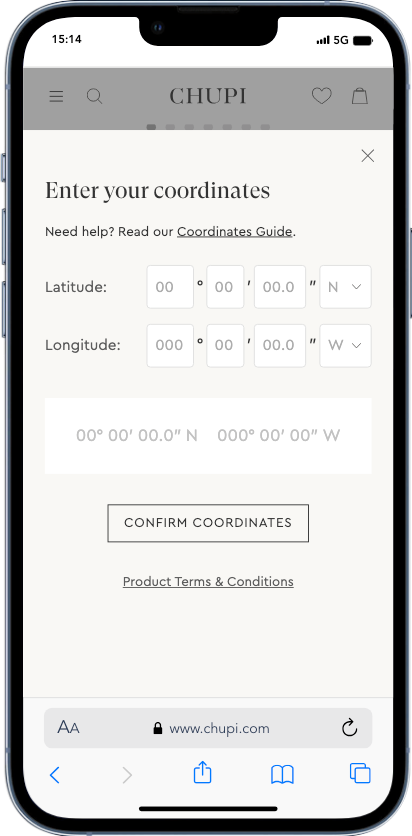 15:14
5G
CHUPI
Enter your coordinates
Need help? Read our Coordinates Guide.
Latitude: 00 ° 00 ′ 00.0 ″ N
Longitude: 000 ° 00 ′ 00.0 ″ W
00° 00′ 00.0″ N 000° 00′ 00″ W
CONFIRM COORDINATES
Product Terms & Conditions
AA www.chupi.com